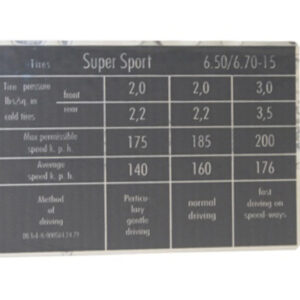 Tires Super Sport 6.50/6.70-15
Tire pressure
lbs/sq. in
cold tires
front 2,0 2,0 3,0
rear 2,2 2,2 3,5
Max permissible
speed k. p. h. 175 185 200
Average
speed k. p. h. 140 160 176
Method
of
driving
Perticu-
lary
gentle
driving
normal
driving
fast
driving on
speed-ways